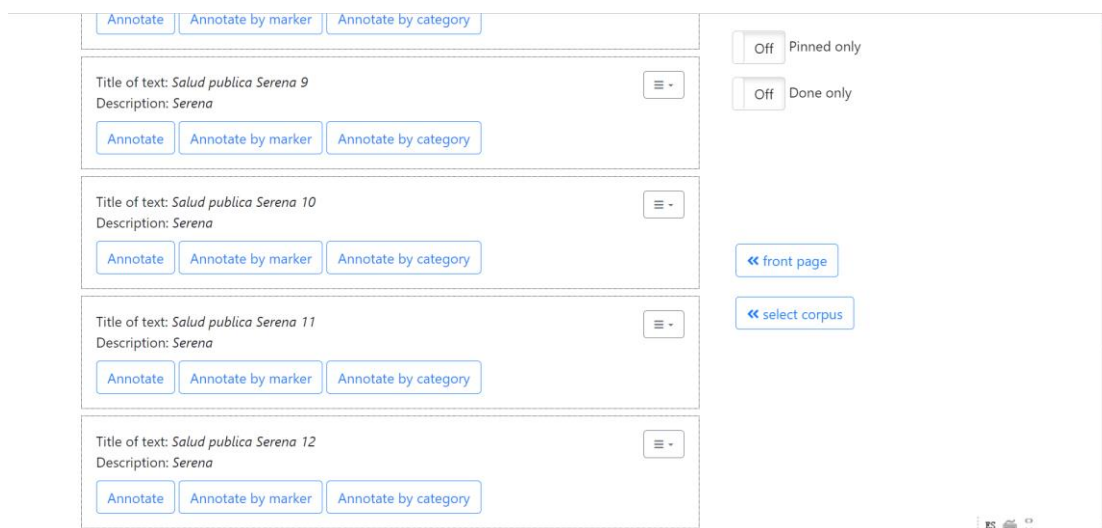 Annotate Annotate by marker Annotate by category
Title of text: Salud publica Serena 9
Description: Serena
Annotate Annotate by marker Annotate by category
Title of text: Salud publica Serena 10
Description: Serena
Annotate Annotate by marker Annotate by category
Title of text: Salud publica Serena 11
Description: Serena
Annotate Annotate by marker Annotate by category
Title of text: Salud publica Serena 12
Description: Serena
Annotate Annotate by marker Annotate by category
Off Pinned only
Off Done only
« front page
« select corpus
ES